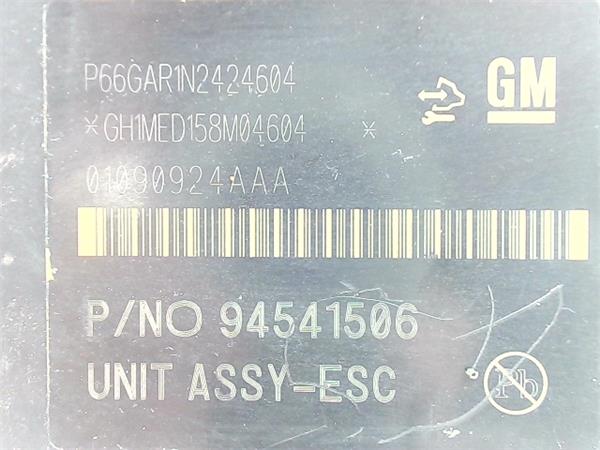 P66GAR1N2424604
*GH1MED158M04604 *
GM
01090924AAA
P/NO 94541506
UNIT ASSY-ESC
Pb